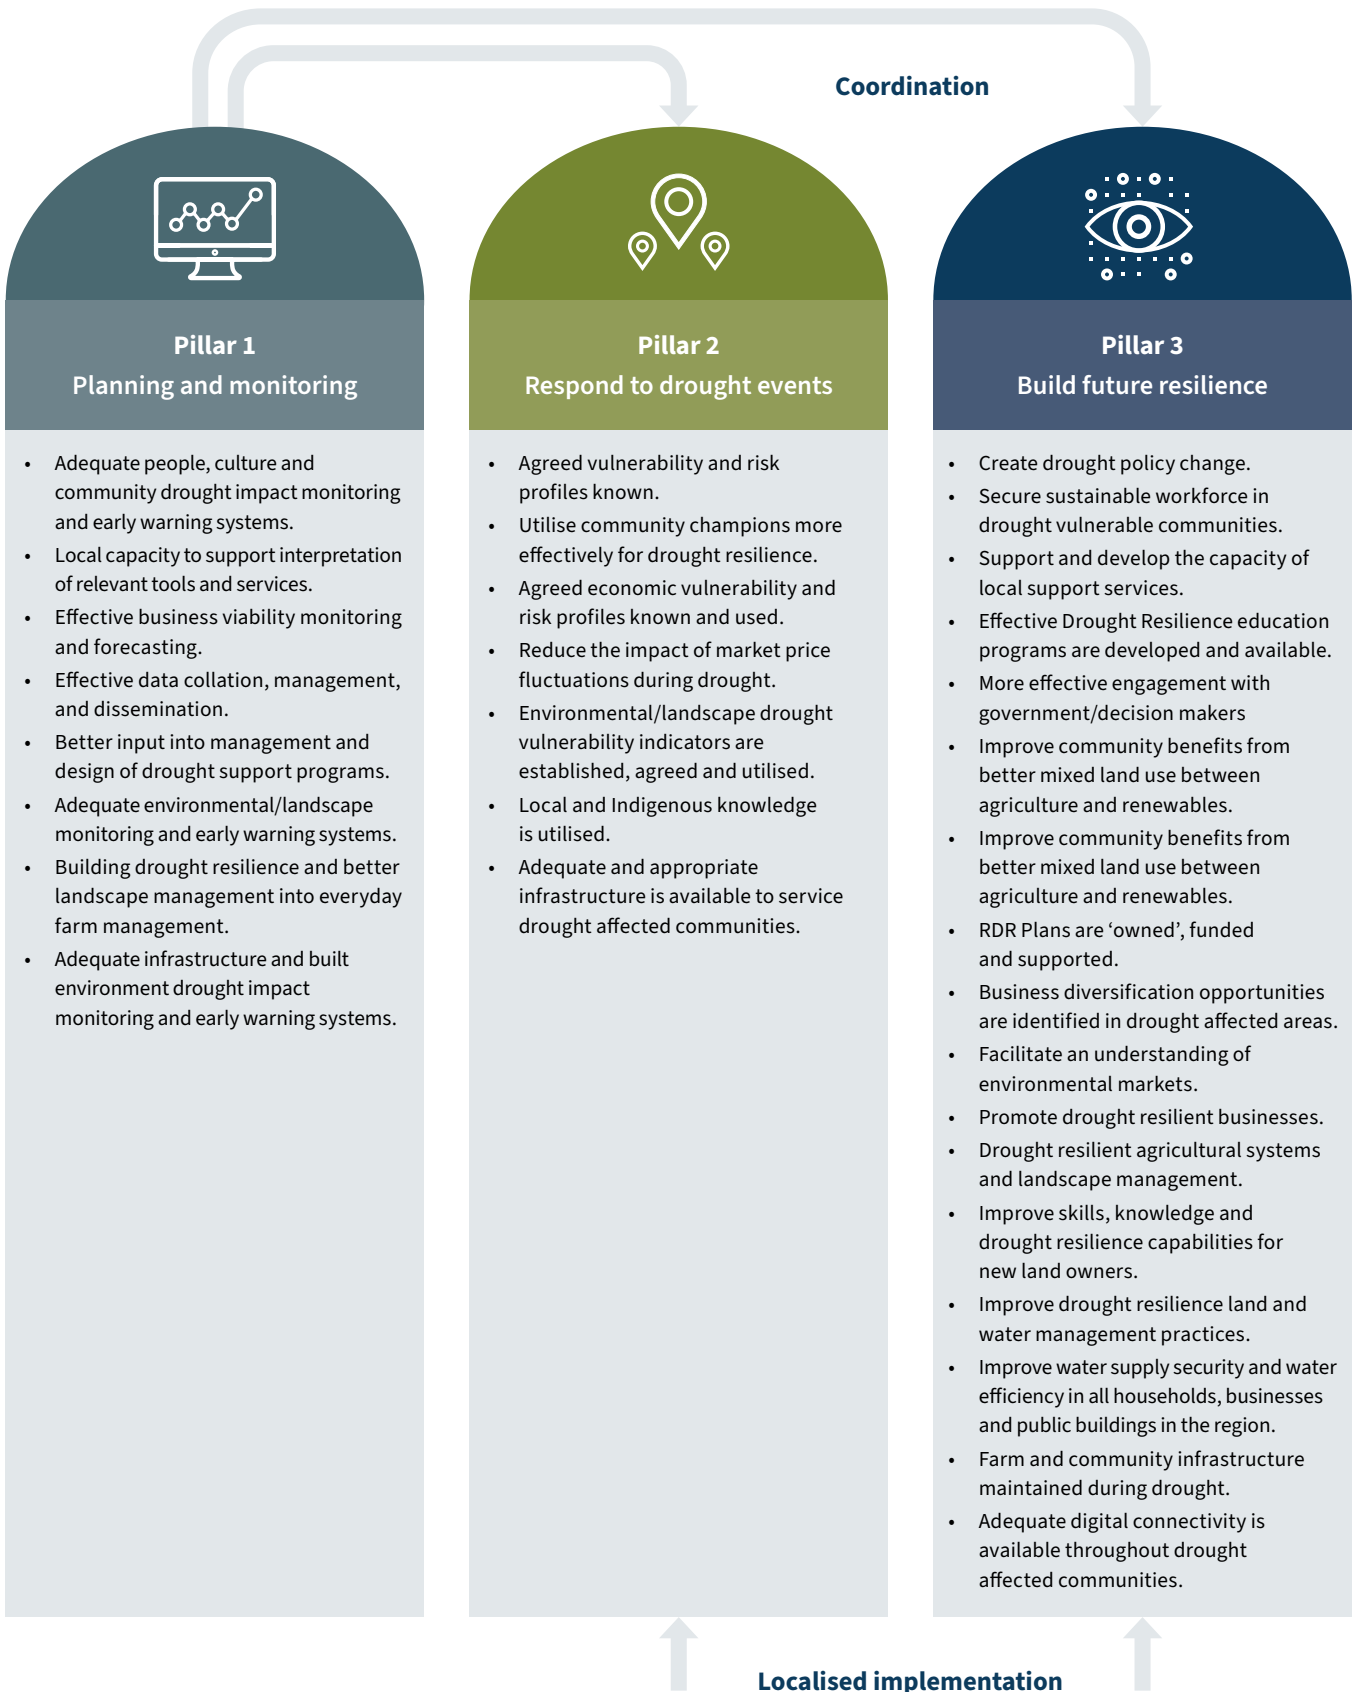 Coordination
Pillar 1
Planning and monitoring
• Adequate people, culture and
community drought impact monitoring
and early warning systems.
• Local capacity to support interpretation
of relevant tools and services.
• Effective business viability monitoring
and forecasting.
• Effective data collation, management,
and dissemination.
• Better input into management and
design of drought support programs.
• Adequate environmental/landscape
monitoring and early warning systems.
• Building drought resilience and better
landscape management into everyday
farm management.
• Adequate infrastructure and built
environment drought impact
monitoring and early warning systems.
Pillar 2
Respond to drought events
• Agreed vulnerability and risk
profiles known.
• Utilise community champions more
effectively for drought resilience.
• Agreed economic vulnerability and
risk profiles known and used.
• Reduce the impact of market price
fluctuations during drought.
• Environmental/landscape drought
vulnerability indicators are
established, agreed and utilised.
• Local and Indigenous knowledge
is utilised.
• Adequate and appropriate
infrastructure is available to service
drought affected communities.
Pillar 3
Build future resilience
• Create drought policy change.
• Secure sustainable workforce in
drought vulnerable communities.
• Support and develop the capacity of
local support services.
• Effective Drought Resilience education
programs are developed and available.
• More effective engagement with
government/decision makers
• Improve community benefits from
better mixed land use between
agriculture and renewables.
• Improve community benefits from
better mixed land use between
agriculture and renewables.
• RDR Plans are ‘owned’, funded
and supported.
• Business diversification opportunities
are identified in drought affected areas.
• Facilitate an understanding of
environmental markets.
• Promote drought resilient businesses.
• Drought resilient agricultural systems
and landscape management.
• Improve skills, knowledge and
drought resilience capabilities for
new land owners.
• Improve drought resilience land and
water management practices.
• Improve water supply security and water
efficiency in all households, businesses
and public buildings in the region.
• Farm and community infrastructure
maintained during drought.
• Adequate digital connectivity is
available throughout drought
affected communities.
Localised implementation